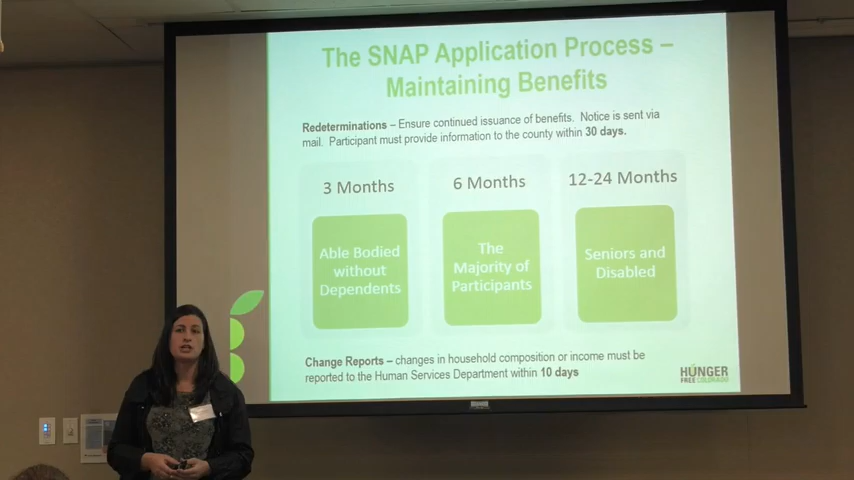 The SNAP Application Process –
Maintaining Benefits
Redeterminations – Ensure continued issuance of benefits. Notice is sent via
mail. Participant must provide information to the county within 30 days.
3 Months
6 Months
12-24 Months
Able Bodied
without
Dependents
The
Majority of
Participants
Seniors and
Disabled
Change Reports – changes in household composition or income must be
reported to the Human Services Department within 10 days
HUNGER
FREE COLORADO